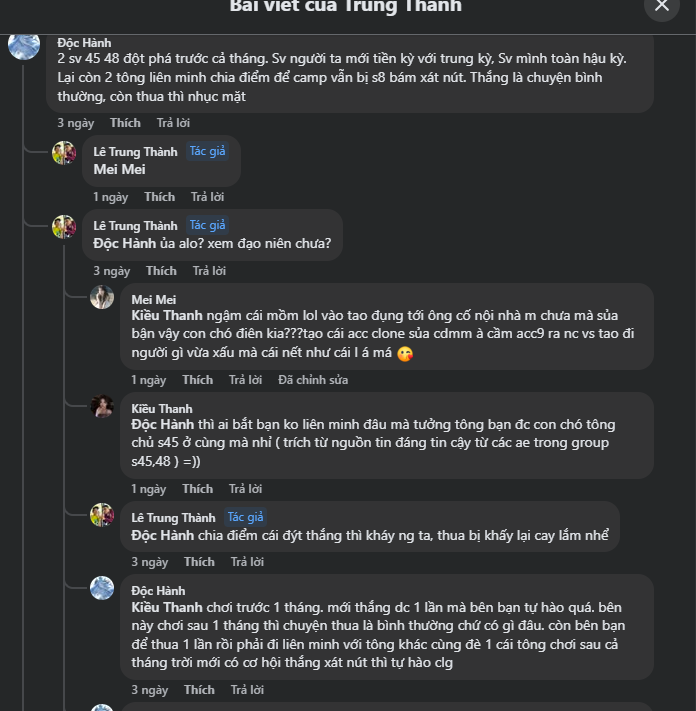 Bài viết của Trung Thành
Độc Hành
2 sv 45 48 đột phá trước cả tháng. Sv người ta mới tiền kỳ với trung kỳ, Sv mình toàn hậu kỳ.
Lại còn 2 tông liên minh chia điểm để camp vẫn bị s8 bám xát nút. Thắng là chuyện bình
thường, còn thua thì nhục mặt
3 ngày Thích Trả lời
Lê Trung Thành Tác giả
Mei Mei
1 ngày Thích Trả lời
Lê Trung Thành Tác giả
Độc Hành ủa alo? xem đạo niên chưa?
3 ngày Thích Trả lời
Mei Mei
Kiều Thanh ngậm cái mồm lol vào tao đụng tới ông cố nội nhà m chưa mà sủa
bận vậy con chó điên kia???tạo cái acc clone sủa cdmm à cầm acc9 ra nc vs tao đi
người gì vừa xấu mà cái nết như cái l á má 😋
1 ngày Thích Trả lời Đã chỉnh sửa
Kiều Thanh
Độc Hành thì ai bắt bạn ko liên minh đâu mà tưởng tông bạn đc con chó tông
chủ s45 ở cùng mà nhỉ ( trích từ nguồn tin đáng tin cậy từ các ae trong group
s45,48 ) =))
1 ngày Thích Trả lời
Lê Trung Thành Tác giả
Độc Hành chia điểm cái đýt thắng thì kháy ng ta, thua bị khấy lại cay lắm nhể
3 ngày Thích Trả lời
Độc Hành
Kiều Thanh chơi trước 1 tháng. mới thắng dc 1 lần mà bên bạn tự hào quá. bên
này chơi sau 1 tháng thì chuyện thua là bình thường chứ có gì đâu. còn bên bạn
để thua 1 lần rồi phải đi liên minh với tông khác cùng đè 1 cái tông chơi sau cả
tháng trời mới có cơ hội thắng xát nút thì tự hào clg
3 ngày Thích Trả lời